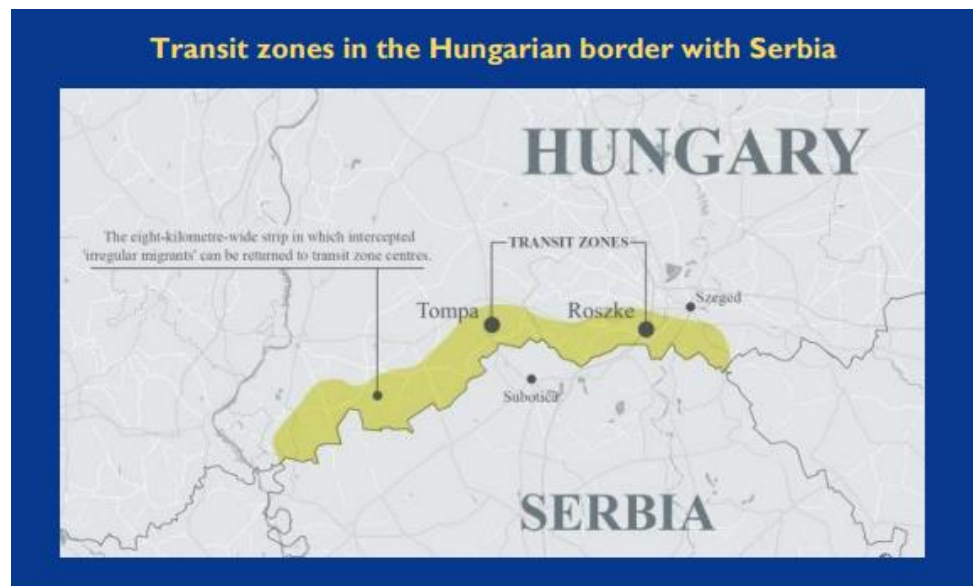 Transit zones in the Hungarian border with Serbia
HUNGARY
The eight-kilometre-wide strip in which intercepted
'irregular migrants' can be returned to transit zone centres.
TRANSIT ZONES
Szeged
Tompa
Roszke
Subotica
SERBIA